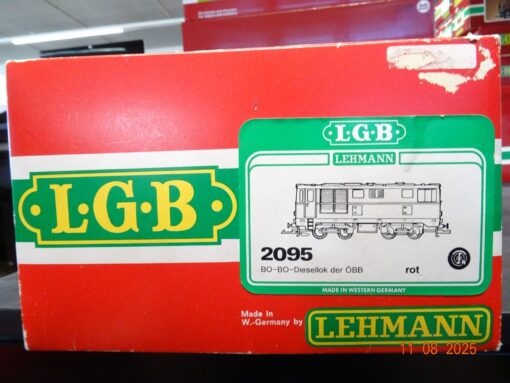 L·G·B
L·G·B
LEHMANN
2095
BO-BO-Diesellok der ÖBB rot
MADE IN WESTERN GERMANY
Made In
W.-Germany by
LEHMANN
11 08 2025